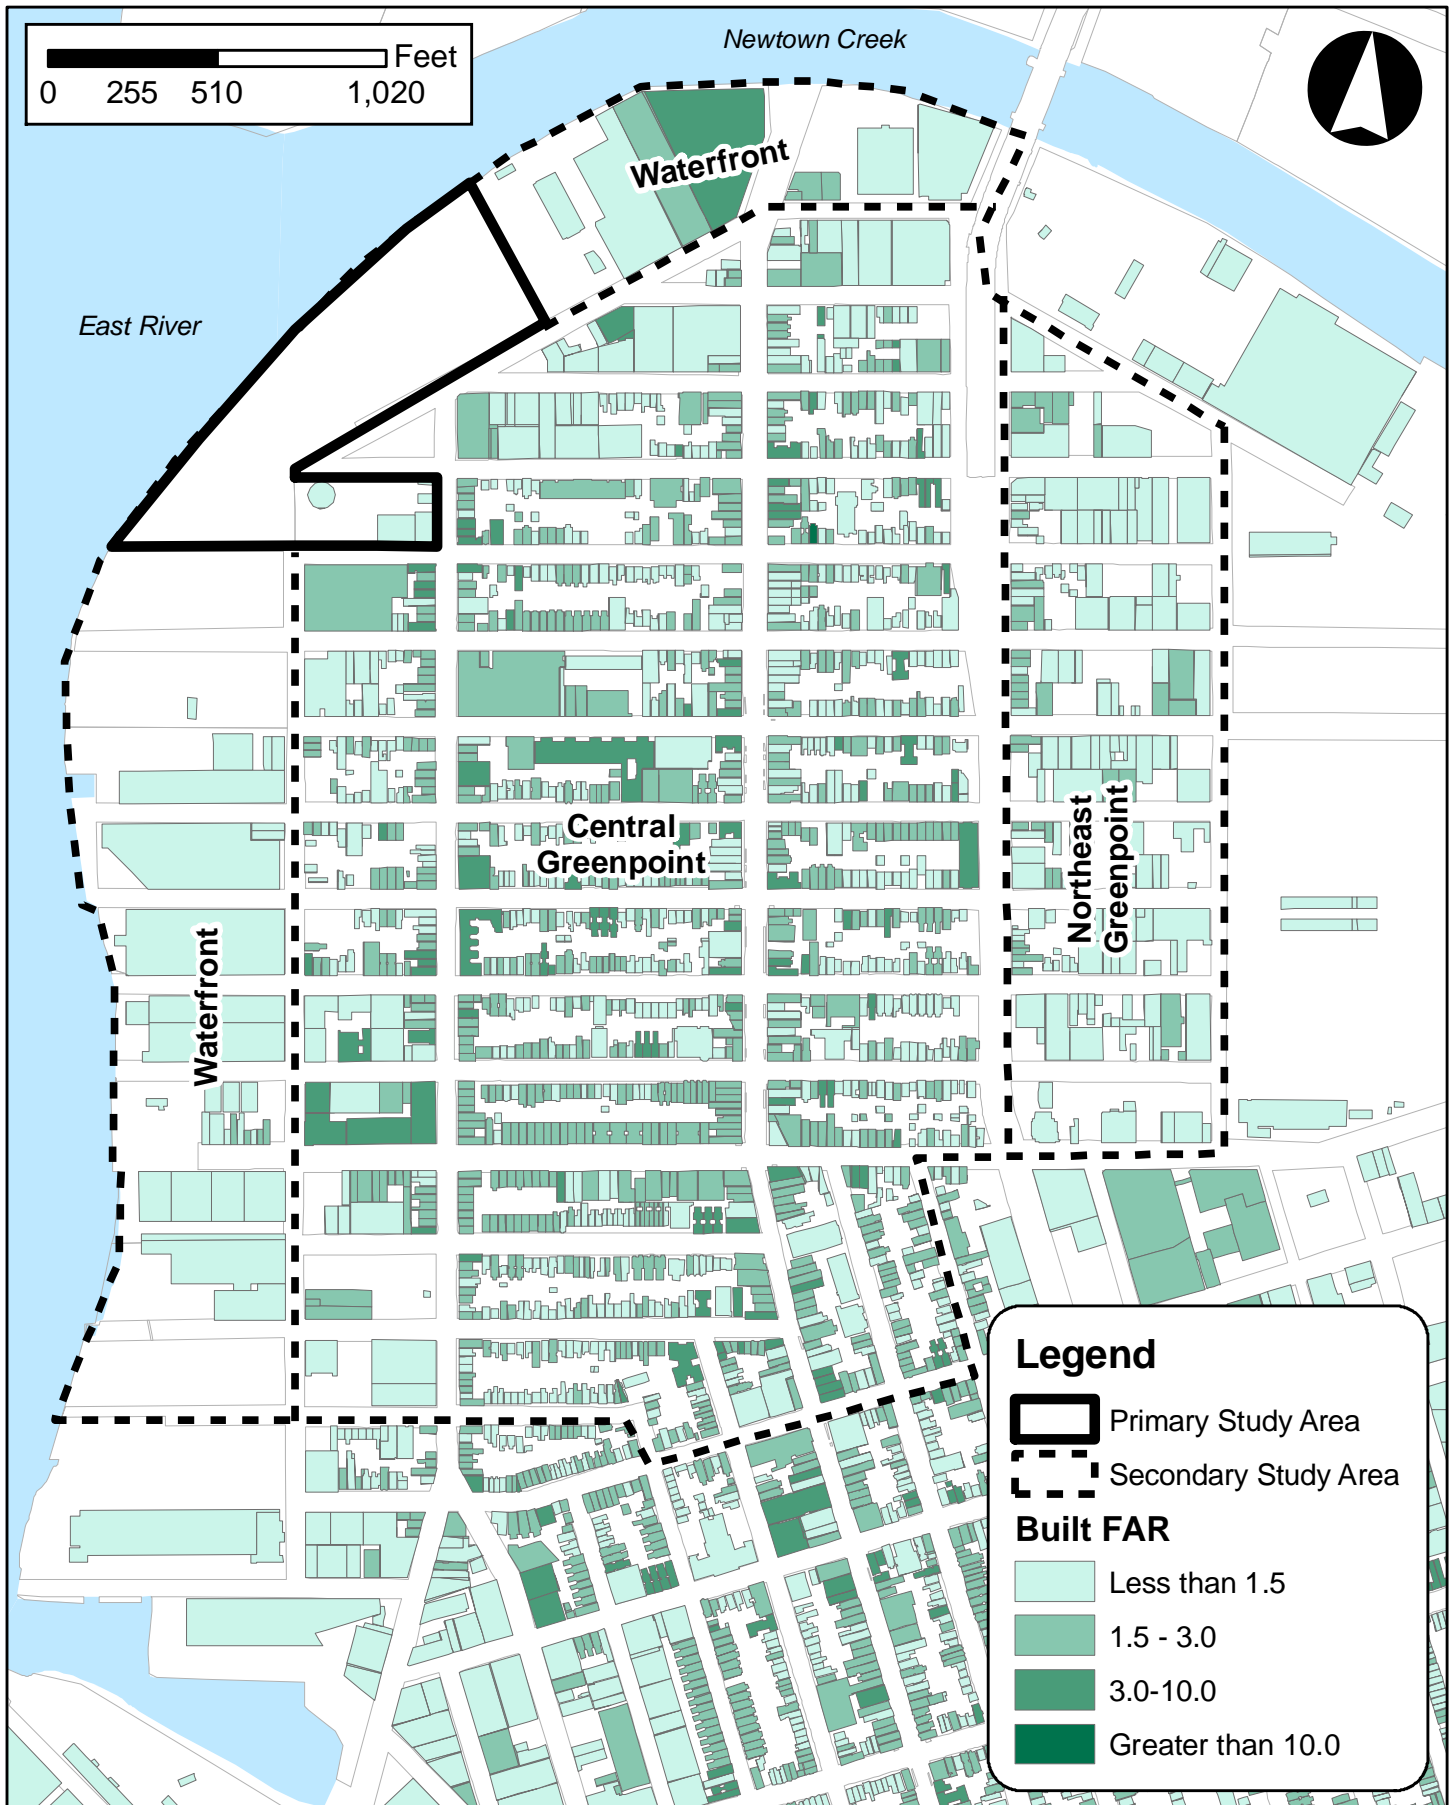 Feet
0 255 510 1,020
Newtown Creek
Waterfront
East River
Central
Greenpoint
Northeast
Greenpoint
Waterfront
Legend
Primary Study Area
Secondary Study Area
Built FAR
Less than 1.5
1.5 - 3.0
3.0-10.0
Greater than 10.0